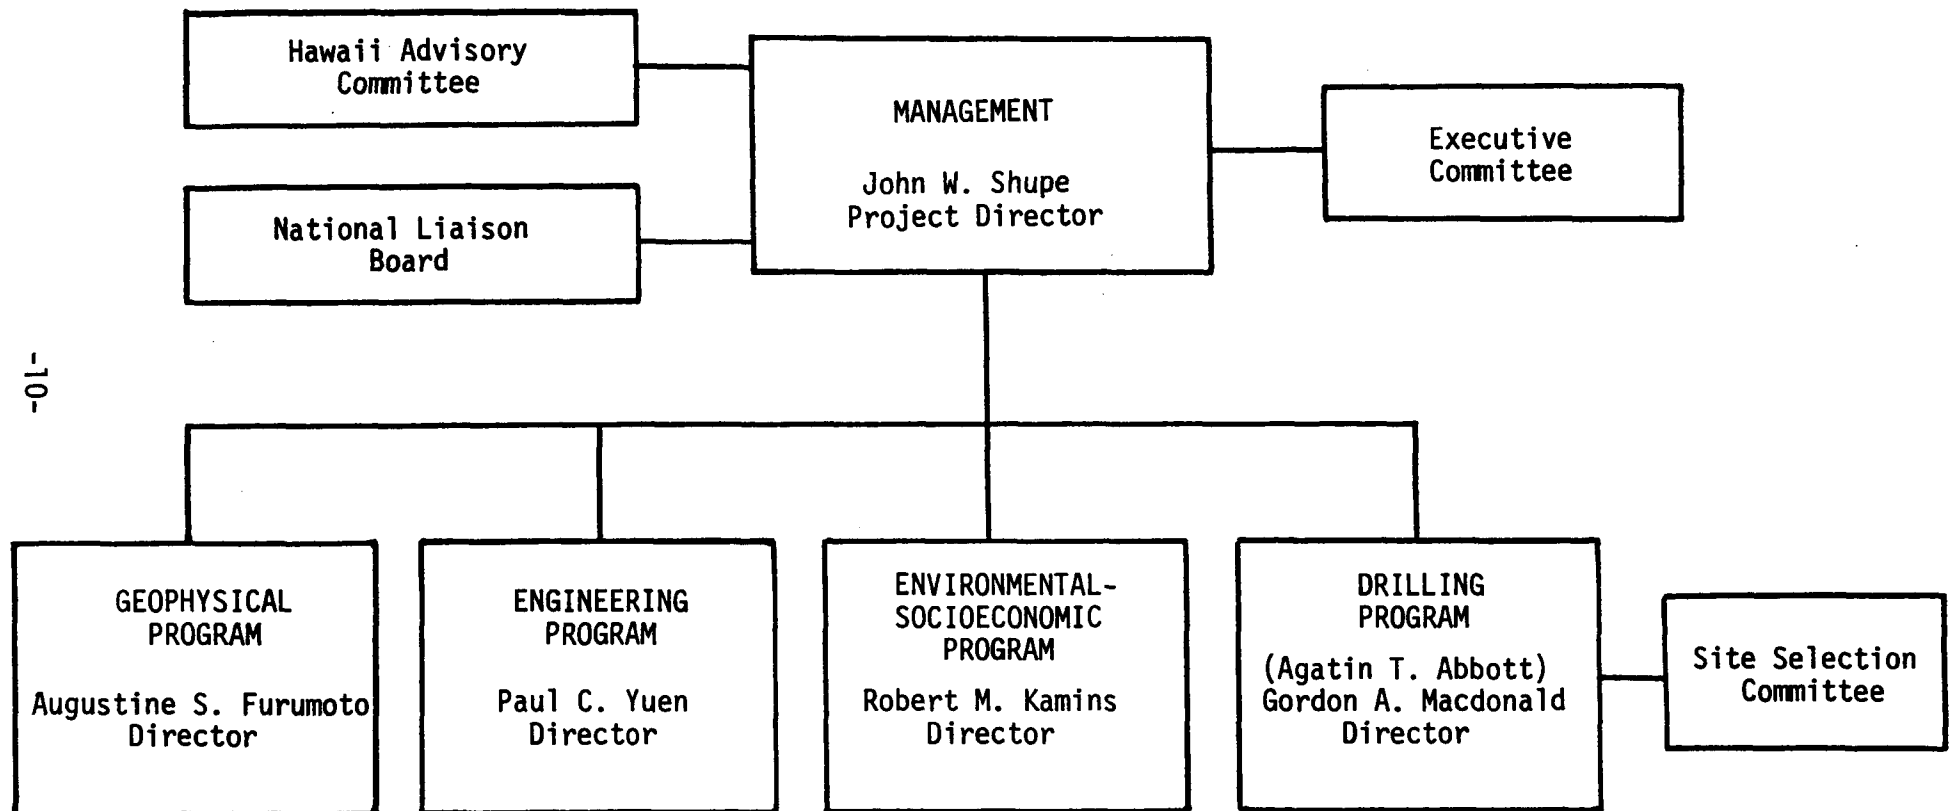 Hawaii Advisory
Committee
National Liaison
Board
MANAGEMENT
John W. Shupe
Project Director
Executive
Committee
-10-
GEOPHYSICAL
PROGRAM
Augustine S. Furumoto
Director
ENGINEERING
PROGRAM
Paul C. Yuen
Director
ENVIRONMENTAL-
SOCIOECONOMIC
PROGRAM
Robert M. Kamins
Director
DRILLING
PROGRAM
(Agatin T. Abbott)
Gordon A. Macdonald
Director
Site Selection
Committee